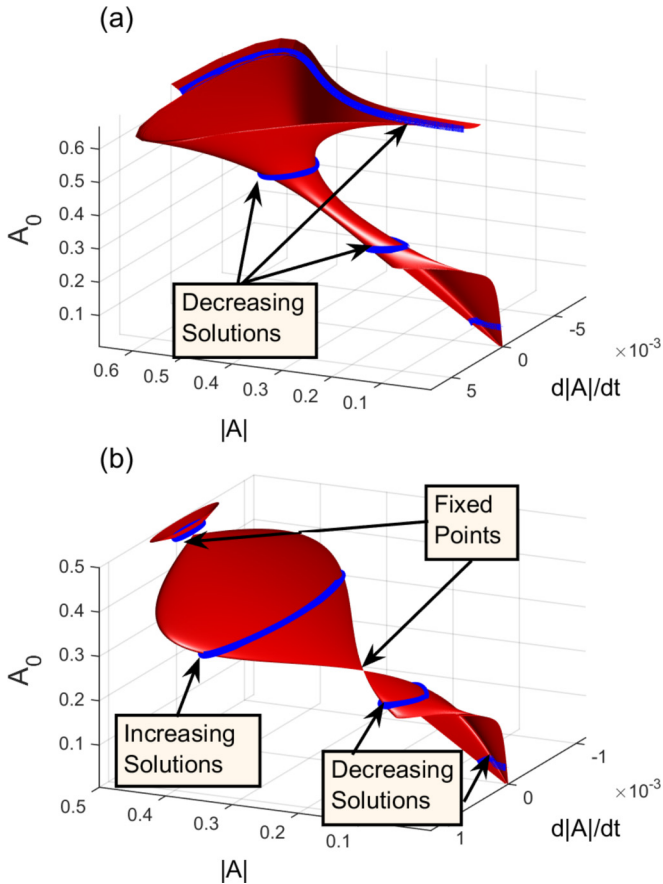 (a)
0.6
0.5
0.4
0.3
0.2
0.1
A0
Decreasing
Solutions
-5
0
5
×10-3
d|A|/dt
0.6
0.5
0.4
0.3
0.2
0.1
|A|
(b)
Fixed
Points
0.5
0.4
0.3
0.2
0.1
A0
Increasing
Solutions
Decreasing
Solutions
-1
0
1
×10-3
d|A|/dt
0.5
0.4
0.3
0.2
0.1
|A|